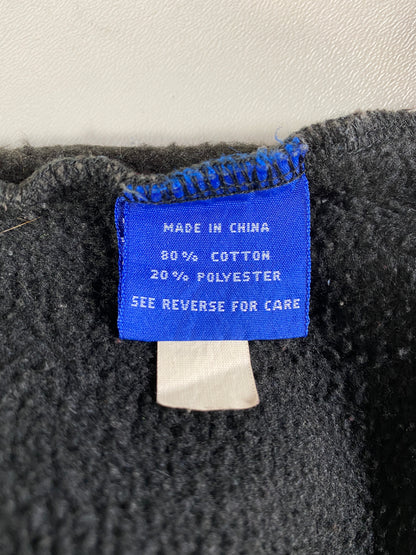 MADE IN CHINA
80% COTTON
20% POLYESTER
SEE REVERSE FOR CARE